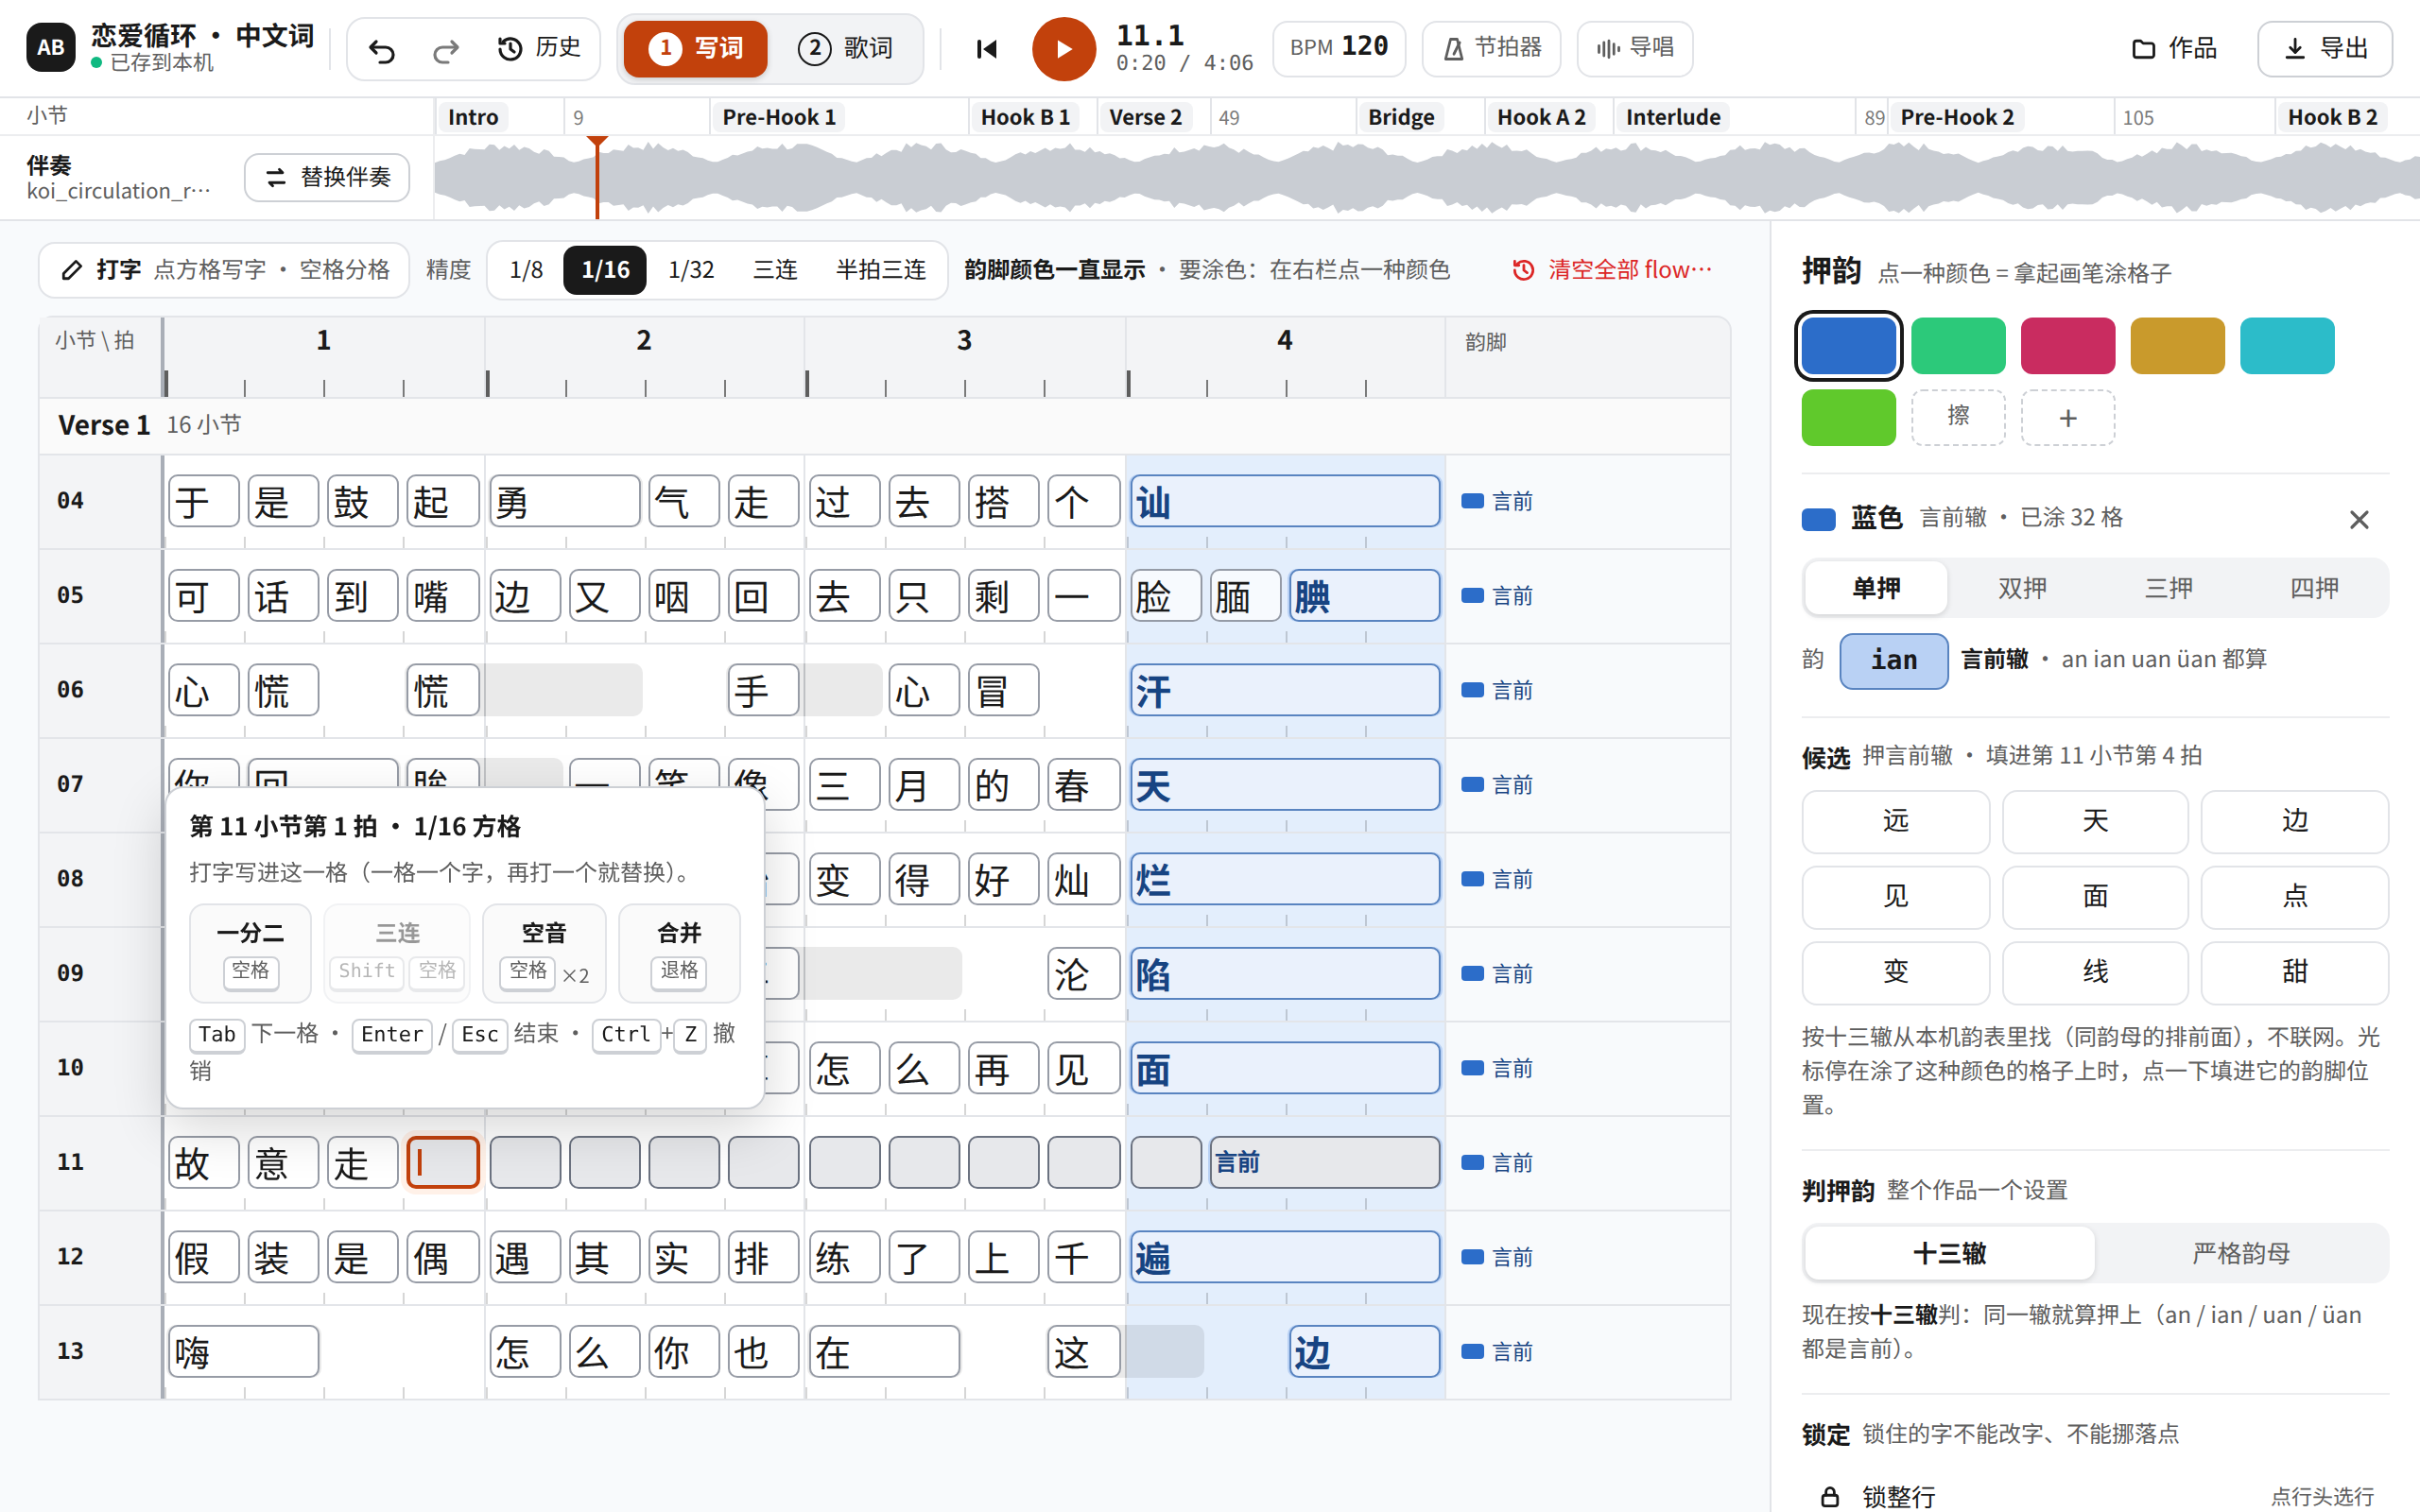 AB 恋爱循环 · 中文词 已存到本机 历史 1 写词 2 歌词 11.1 0:20 / 4:06 BPM 120 节拍器 导唱 作品 导出
小节 Intro 9 Pre-Hook 1 Hook B 1 Verse 2 49 Bridge Hook A 2 Interlude 89 Pre-Hook 2 105 Hook B 2
伴奏
koi_circulation_r… 替换伴奏
打字 点方格写字 · 空格分格 精度 1/8 1/16 1/32 三连 半拍三连 韵脚颜色一直显示 · 要涂色：在右栏点一种颜色 清空全部 flow…
小节 \ 拍 1 2 3 4 韵脚
Verse 1 16 小节
04 于 是 鼓 起 勇 气 走 过 去 搭 个 讪 言前
05 可 话 到 嘴 边 又 咽 回 去 只 剩 一 脸 腼 腆 言前
06 心 慌 慌 手 心 冒 汗 言前
07 你 回 眸 一 笑 像 三 月 的 春 天 言前
08 变 得 好 灿 烂 言前
09 沦 陷 言前
10 怎 么 再 见 面 言前
第 11 小节第 1 拍 · 1/16 方格
打字写进这一格（一格一个字，再打一个就替换）。
一分二 三连 空音 合并
空格 Shift 空格 空格 ×2 退格
Tab 下一格 · Enter / Esc 结束 · Ctrl+Z 撤
销
11 故 意 走 言前 言前
12 假 装 是 偶 遇 其 实 排 练 了 上 千 遍 言前
13 嗨 怎 么 你 也 在 这 边 言前
押韵 点一种颜色 = 拿起画笔涂格子
擦 +
蓝色 言前辙 · 已涂 32 格
单押 双押 三押 四押
韵 ian 言前辙 · an ian uan üan 都算
候选 押言前辙 · 填进第 11 小节第 4 拍
远 天 边
见 面 点
变 线 甜
按十三辙从本机韵表里找（同韵母的排前面），不联网。光
标停在涂了这种颜色的格子上时，点一下填进它的韵脚位
置。
判押韵 整个作品一个设置
十三辙 严格韵母
现在按十三辙判：同一辙就算押上（an / ian / uan / üan
都是言前）。
锁定 锁住的字不能改字、不能挪落点
锁整行 点行头选行